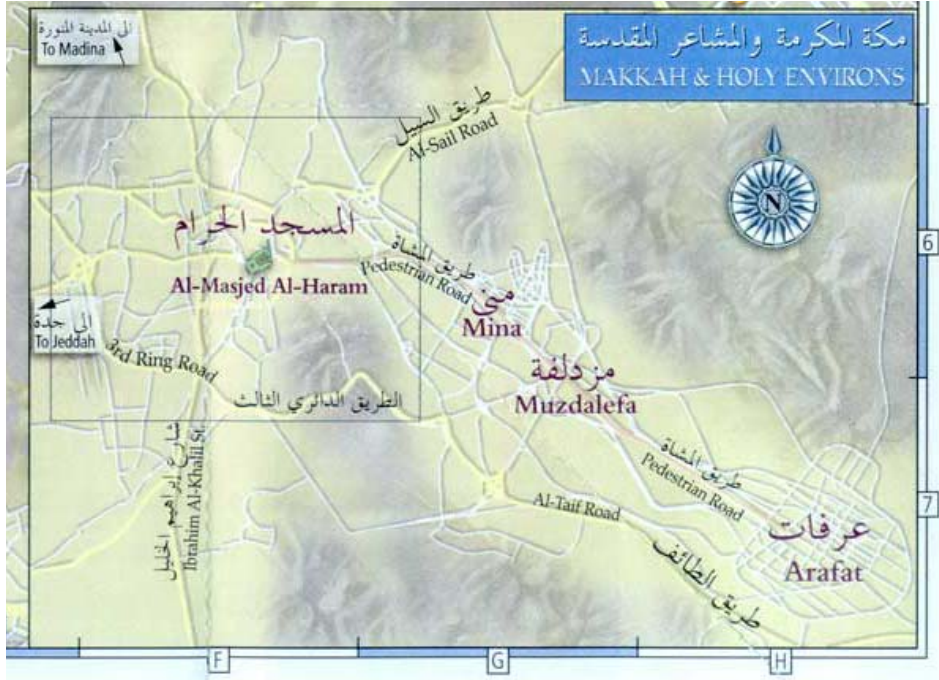 الى المدينة المنورة
To Madina
مكة المكرمة والمشاعر المقدسة
MAKKAH & HOLY ENVIRONS
طريق السيل
Al-Sail Road
المسجد الحرام
Al-Masjed Al-Haram
طريق المشاة
Pedestrian Road
N
6
منى
Mina
الى جدة
To Jeddah
3rd Ring Road
الطريق الدائري الثالث
مزدلفة
Muzdalefa
شارع إبراهيم الخليل
Ibrahim Al-Khalil St.
طريق المشاة
Pedestrian Road
Al-Taif Road
طريق الطائف
7
عرفات
Arafat
F
G
H